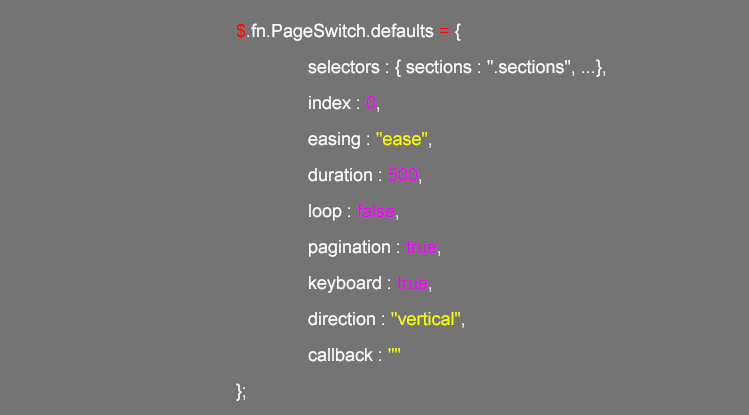 $.fn.PageSwitch.defaults = {
selectors : { sections : ".sections", ...},
index : 0,
easing : "ease",
duration : 500,
loop : false,
pagination : true,
keyboard : true,
direction : "vertical",
callback : ""
};